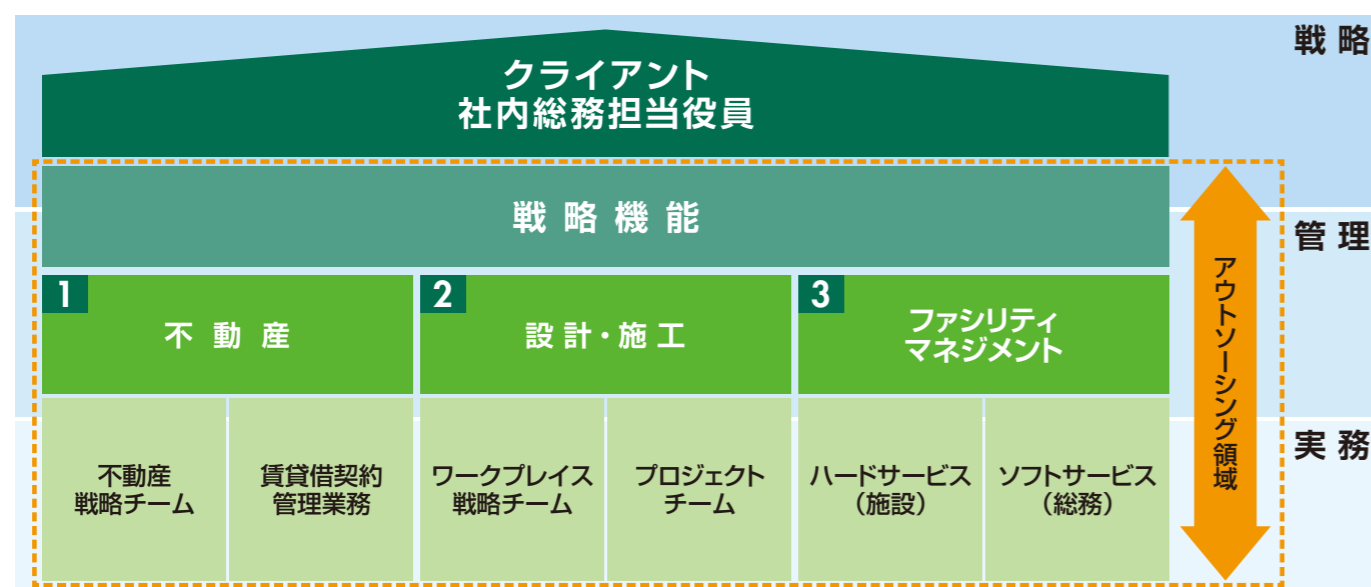 戦略
クライアント
社内総務担当役員
戦略機能
管理
アウトソーシング領域
1
不動産
2
設計・施工
3
ファシリティ
マネジメント
実務
不動産
戦略チーム
賃貸借契約
管理業務
ワークプレイス
戦略チーム
プロジェクト
チーム
ハードサービス
(施設)
ソフトサービス
(総務)